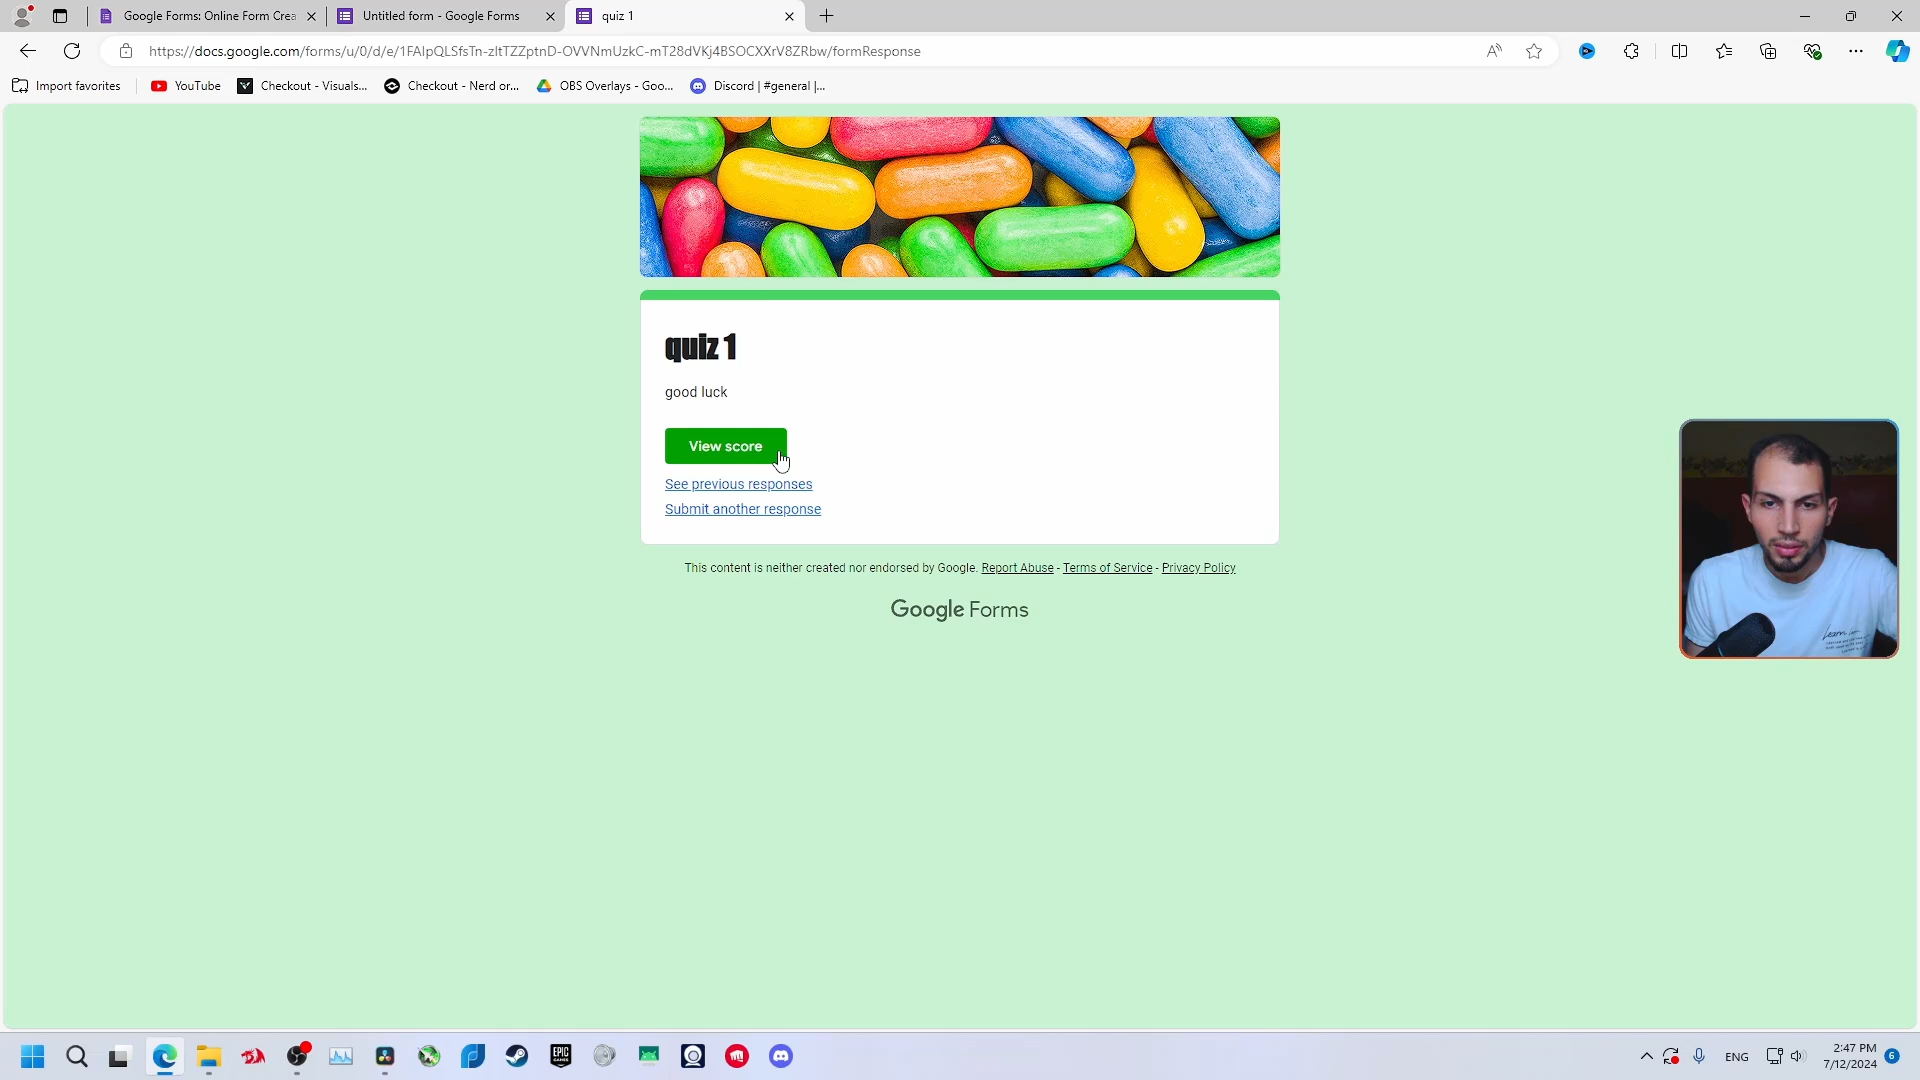 Google Forms: Online Form Crea
Untitled form - Google Forms
quiz 1
https://docs.google.com/forms/u/0/d/e/1FAIpQLSfsTn-zltTZZptnD-OVVNmUzkC-mT28dVKj4BSOCXXrV8ZRbw/formResponse
Import favorites
YouTube
Checkout - Visuals...
Checkout - Nerd or...
OBS Overlays - Goo...
Discord | #general |...
quiz 1
good luck
View score
See previous responses
Submit another response
This content is neither created nor endorsed by Google. Report Abuse - Terms of Service - Privacy Policy
Google Forms
EPIC
GAMES
ENG
2:47 PM
7/12/2024
6